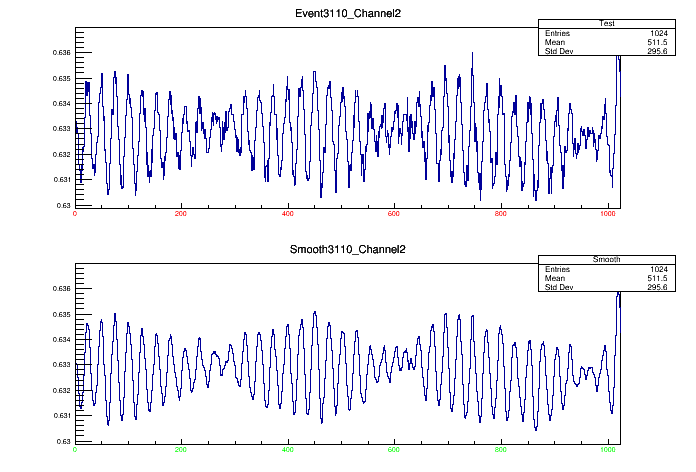 Event3110_Channel2
Test
Entries 1024
Mean 511.5
Std Dev 295.6
0.636
0.635
0.634
0.633
0.632
0.631
0.63
0 200 400 600 800 1000
Smooth3110_Channel2
Smooth
Entries 1024
Mean 511.5
Std Dev 295.6
0.636
0.635
0.634
0.633
0.632
0.631
0.63
0 200 400 600 800 1000